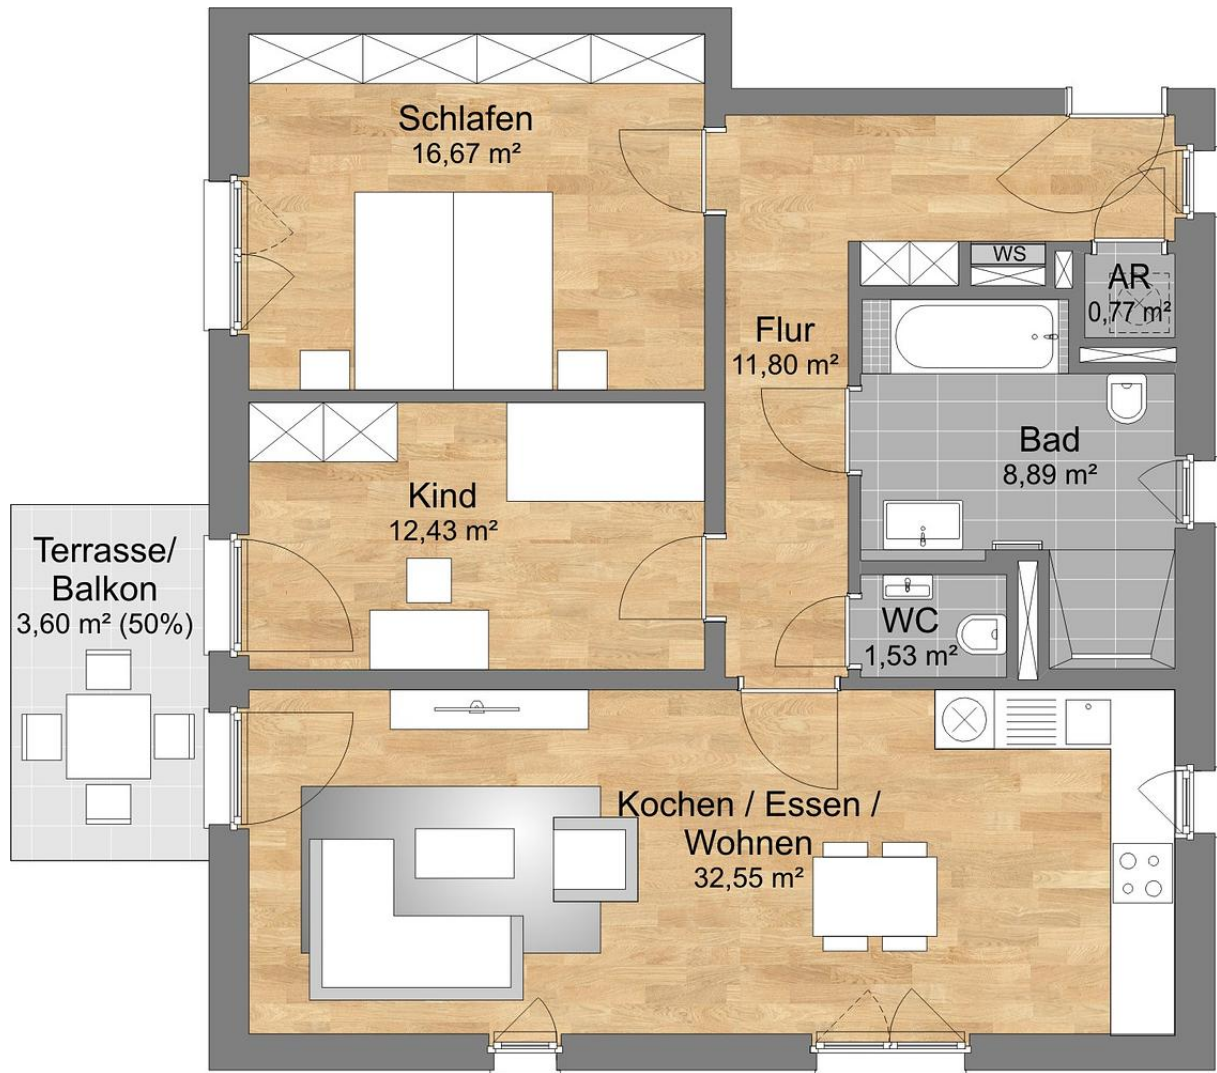 Schlafen
16,67 m²
WS
AR
0,77 m²
Flur
11,80 m²
Bad
8,89 m²
Kind
12,43 m²
Terrasse/
Balkon
3,60 m² (50%)
WC
1,53 m²
Kochen / Essen /
Wohnen
32,55 m²